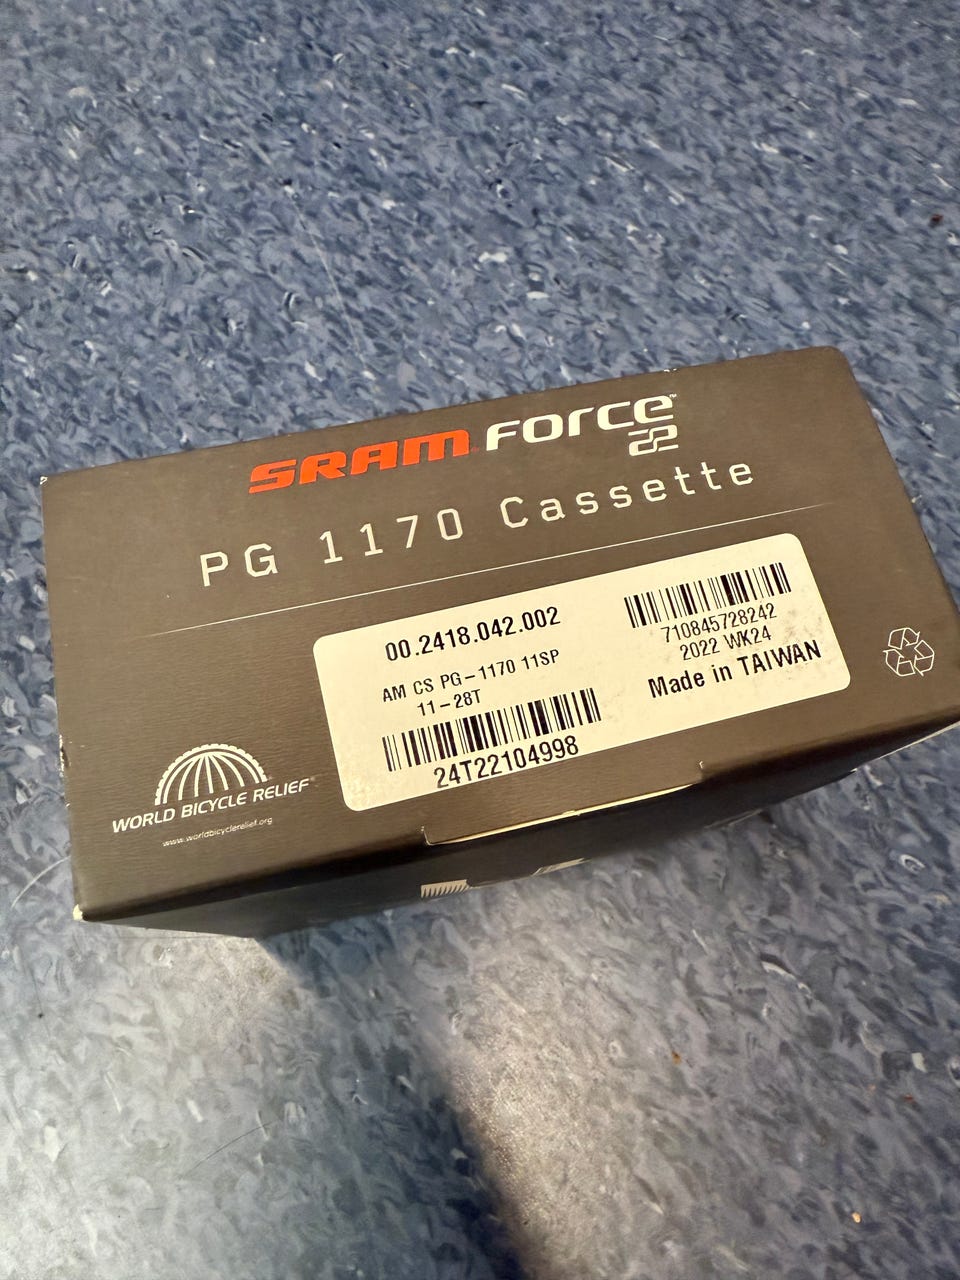 SRAM FORCE™
22
PG 1170 Cassette
00.2418.042.002
AM CS PG-1170 11SP
11-28T
24T22104998
710845728242
2022 WK24
Made in TAIWAN
WORLD BICYCLE RELIEF
www.worldbicyclerelief.org